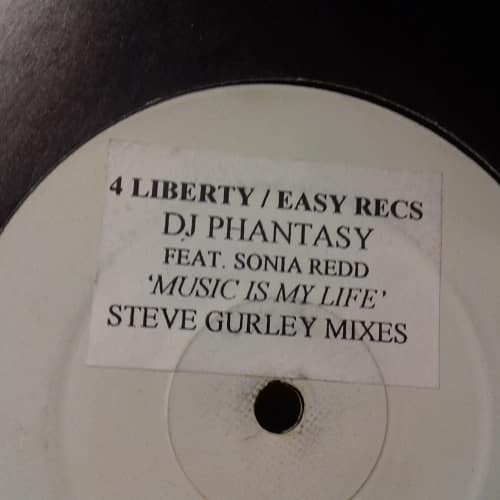 4 LIBERTY / EASY RECS
DJ PHANTASY
FEAT. SONIA REDD
‘MUSIC IS MY LIFE’
STEVE GURLEY MIXES